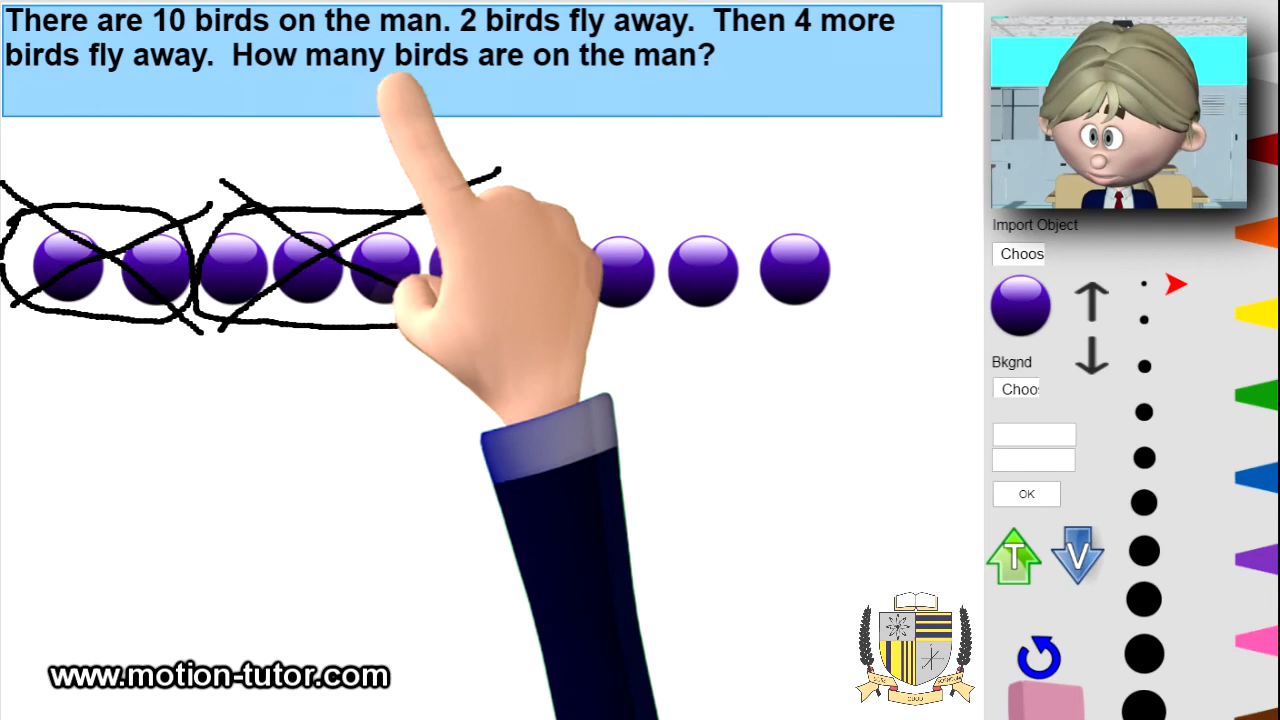 There are 10 birds on the man. 2 birds fly away.  Then 4 more
birds fly away.  How many birds are on the man?
Import Object
Choos
Bkgnd
Choo
OK
T V
www.motion-tutor.com